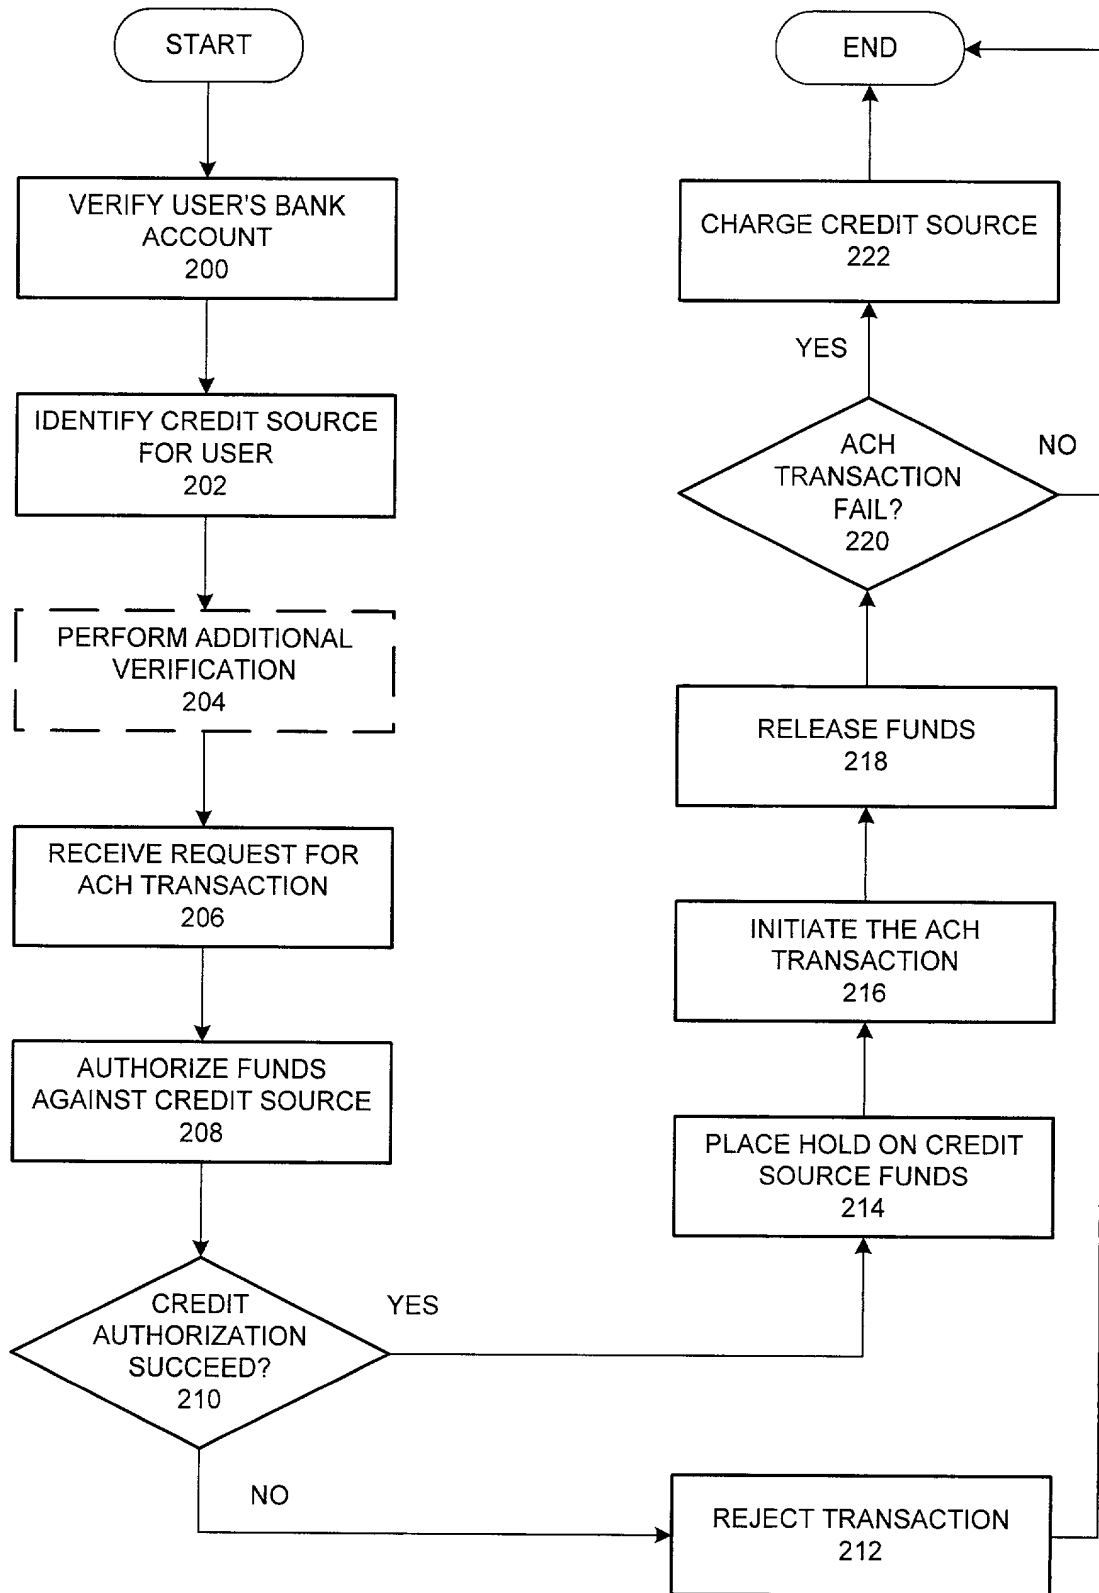 START
VERIFY USER'S BANK
ACCOUNT
200
IDENTIFY CREDIT SOURCE
FOR USER
202
PERFORM ADDITIONAL
VERIFICATION
204
RECEIVE REQUEST FOR
ACH TRANSACTION
206
AUTHORIZE FUNDS
AGAINST CREDIT SOURCE
208
CREDIT
AUTHORIZATION
SUCCEED?
210
YES
NO
REJECT TRANSACTION
212
PLACE HOLD ON CREDIT
SOURCE FUNDS
214
INITIATE THE ACH
TRANSACTION
216
RELEASE FUNDS
218
ACH
TRANSACTION
FAIL?
220
YES
NO
CHARGE CREDIT SOURCE
222
END